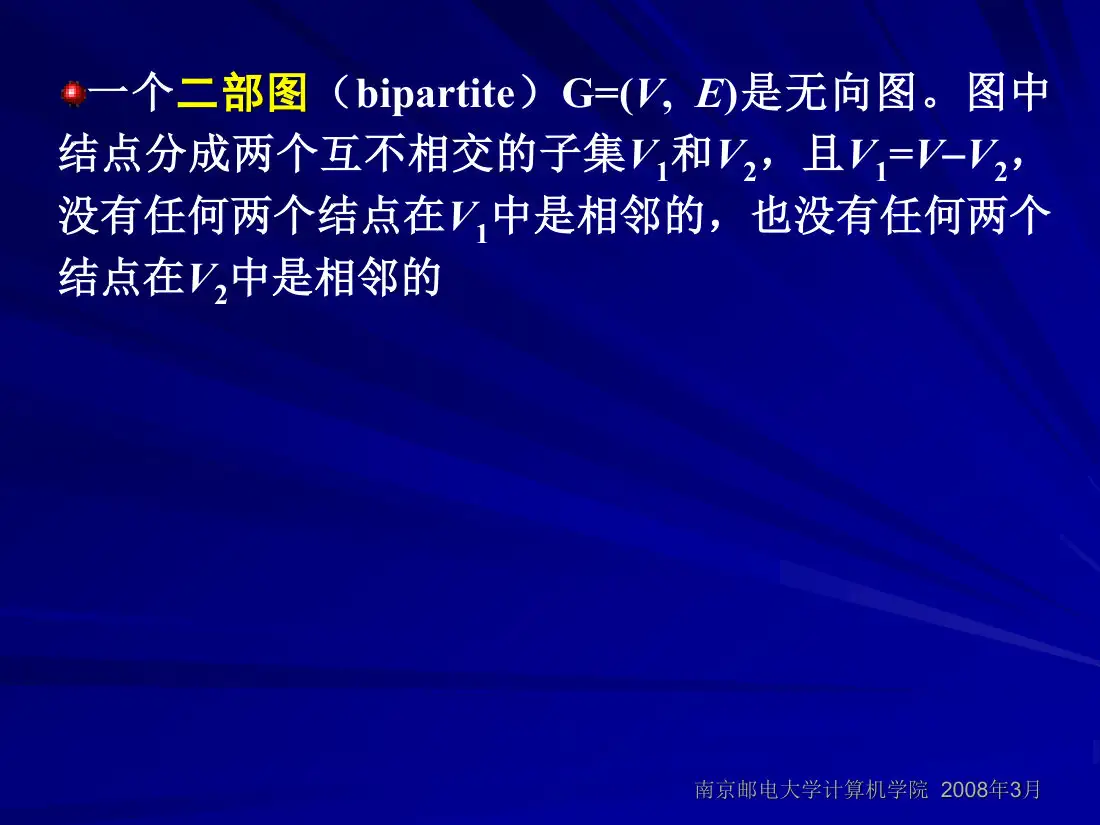 一个二部图（bipartite）G=(V, E)是无向图。图中
结点分成两个互不相交的子集V1和V2，且V1=V–V2，
没有任何两个结点在V1中是相邻的，也没有任何两个
结点在V2中是相邻的
南京邮电大学计算机学院 2008年3月